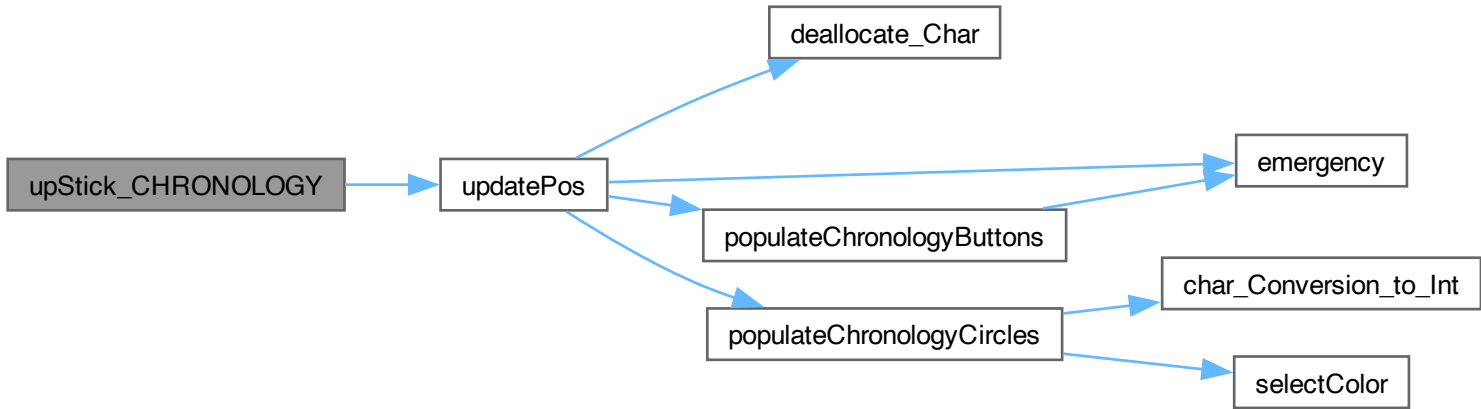 deallocate_Char
upStick_CHRONOLOGY
updatePos
emergency
populateChronologyButtons
char_Conversion_to_Int
populateChronologyCircles
selectColor